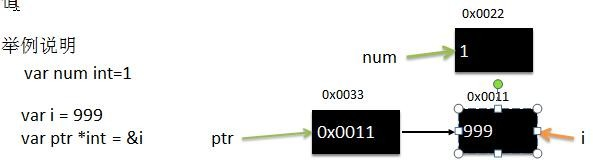 值
举例说明
var num int=1
var i = 999
var ptr *int = &i
0x0022
num
1
0x0033
0x0011
ptr
0x0011
999
i